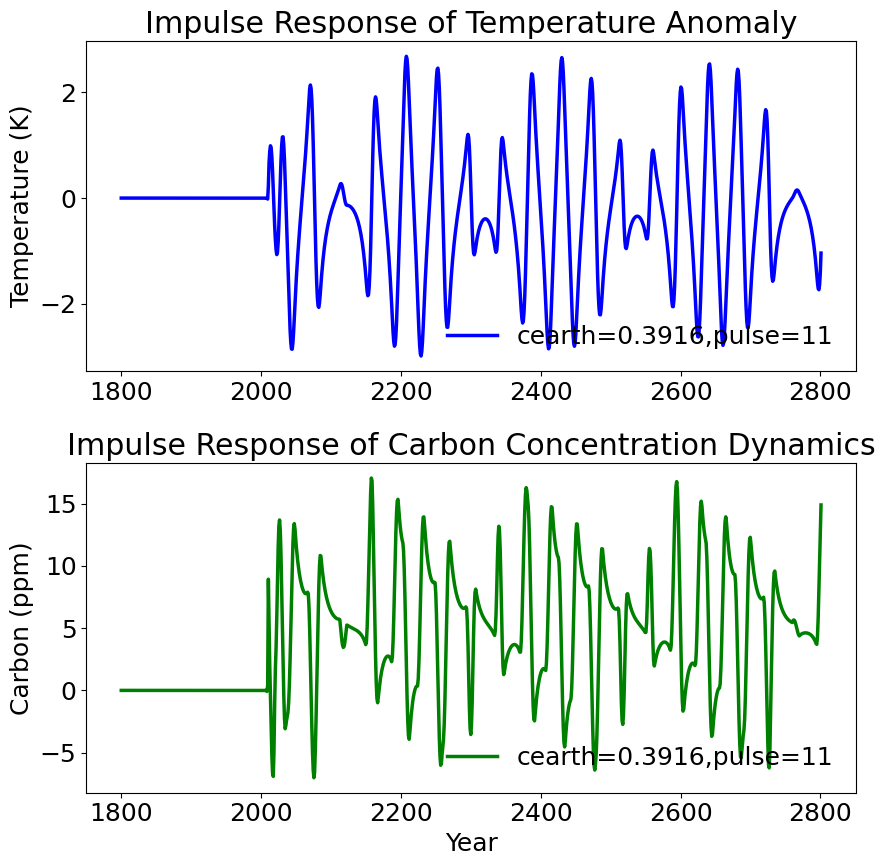 Impulse Response of Temperature Anomaly
Temperature (K)
2
0
−2
cearth=0.3916,pulse=11
1800 2000 2200 2400 2600 2800
Impulse Response of Carbon Concentration Dynamics
Carbon (ppm)
15
10
5
0
−5
cearth=0.3916,pulse=11
1800 2000 2200 2400 2600 2800
Year